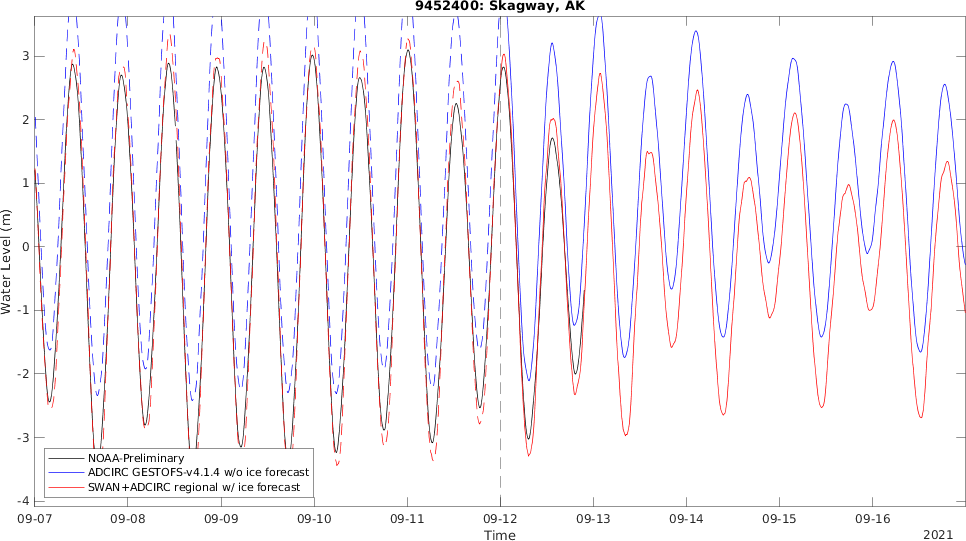 9452400: Skagway, AK
Water Level (m)
3
2
1
0
-1
-2
-3
-4
NOAA-Preliminary
ADCIRC GESTOFS-v4.1.4 w/o ice forecast
SWAN+ADCIRC regional w/ ice forecast
09-07 09-08 09-09 09-10 09-11 09-12 09-13 09-14 09-15 09-16
Time
2021